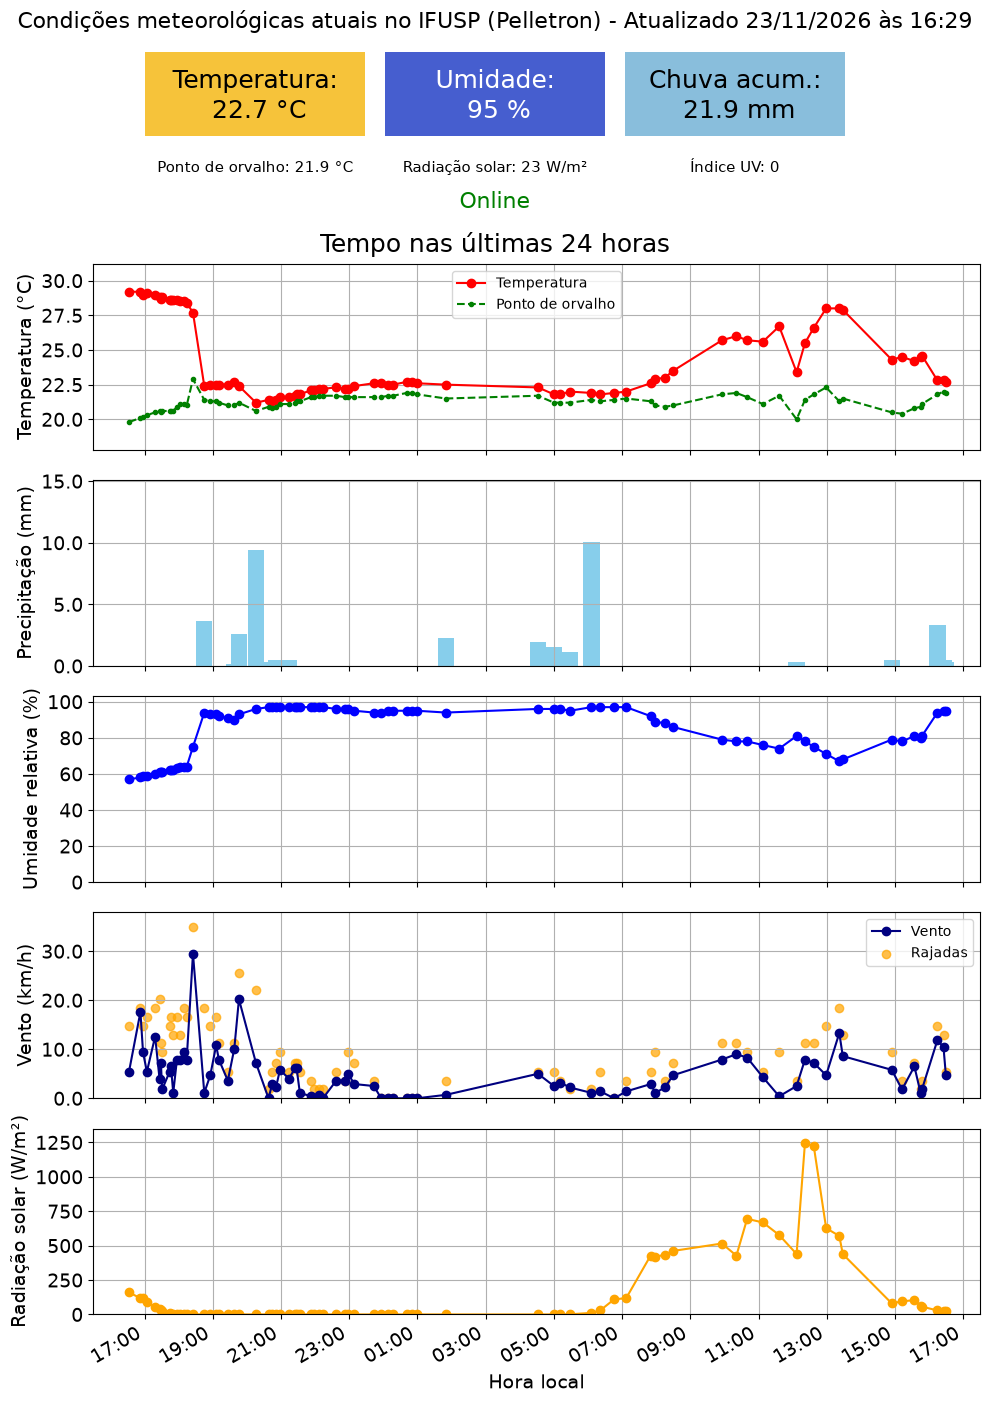 Condições meteorológicas atuais no IFUSP (Pelletron) - Atualizado 23/11/2026 às 16:29
Temperatura:
22.7 °C
Umidade:
95 %
Chuva acum.:
21.9 mm
Ponto de orvalho: 21.9 °C
Radiação solar: 23 W/m²
Índice UV: 0
Online
Tempo nas últimas 24 horas
Temperatura (°C)
30.0
27.5
25.0
22.5
20.0
Temperatura
Ponto de orvalho
Precipitação (mm)
15.0
10.0
5.0
0.0
Umidade relativa (%)
100
80
60
40
20
0
Vento (km/h)
30.0
20.0
10.0
0.0
Vento
Rajadas
Radiação solar (W/m²)
1250
1000
750
500
250
0
17:00
19:00
21:00
23:00
01:00
03:00
05:00
07:00
09:00
11:00
13:00
15:00
17:00
Hora local